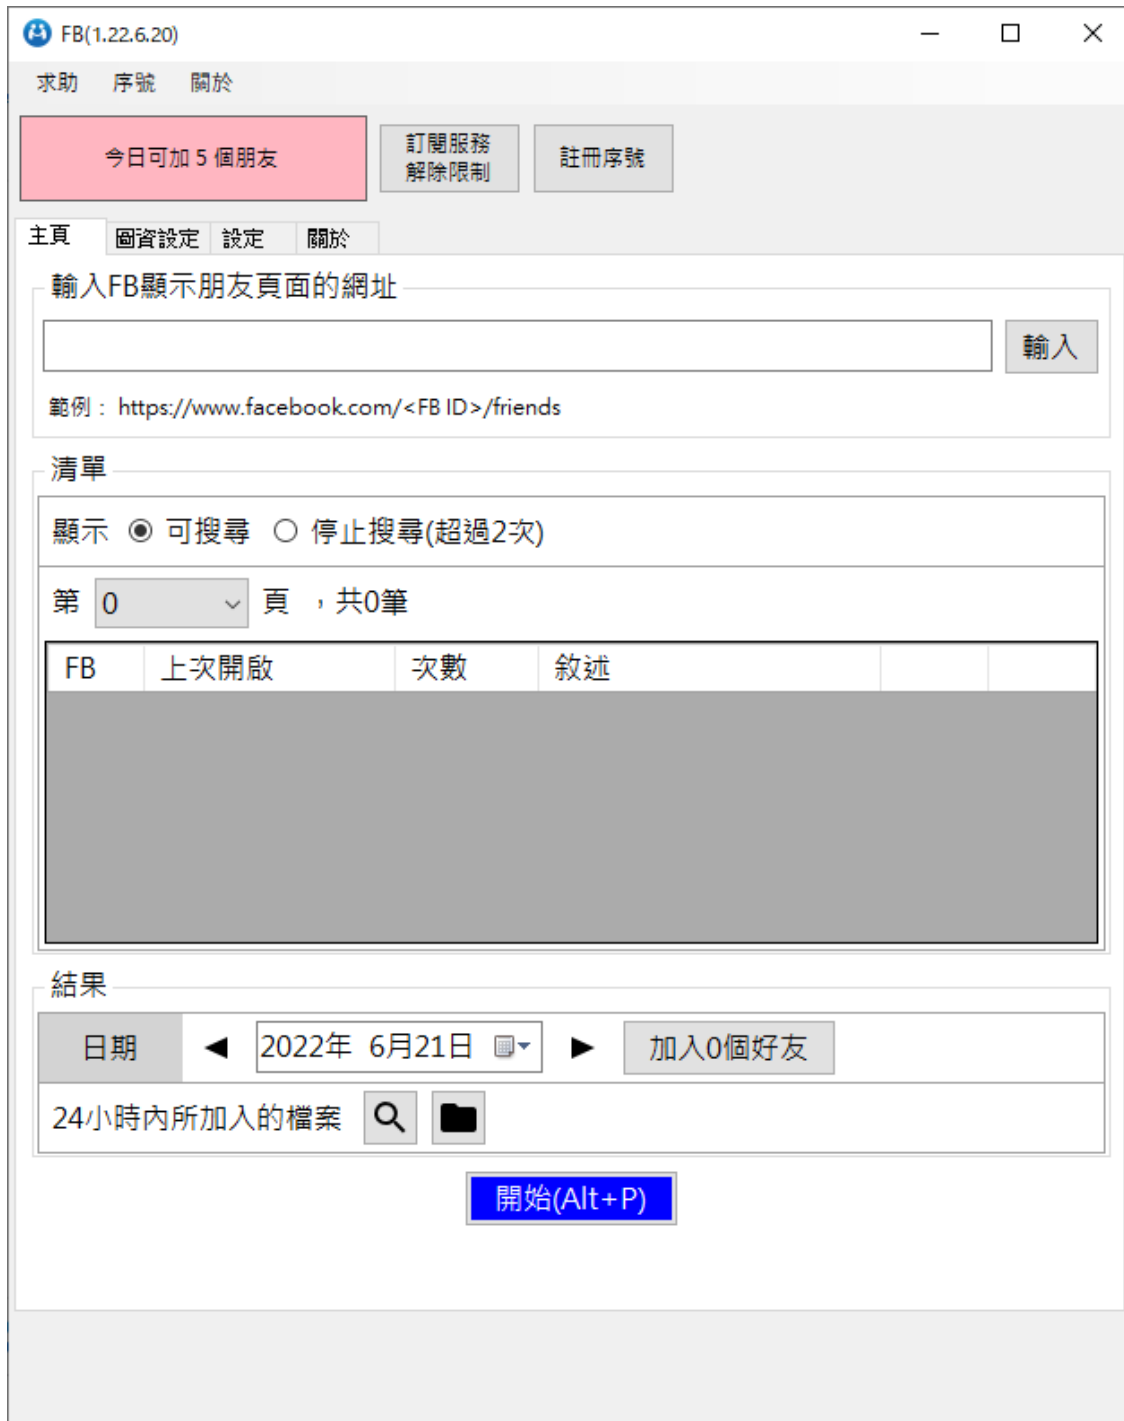 FB(1.22.6.20)
求助 序號 關於
今日可加 5 個朋友
訂閱服務
解除限制
註冊序號
主頁 圖資設定 設定 關於
輸入FB顯示朋友頁面的網址
輸入
範例： https://www.facebook.com/<FB ID>/friends
清單
顯示 可搜尋 停止搜尋(超過2次)
第 0 頁 ，共0筆
FB 上次開啟 次數 敘述
結果
日期 2022年 6月21日 加入0個好友
24小時內所加入的檔案
開始(Alt+P)